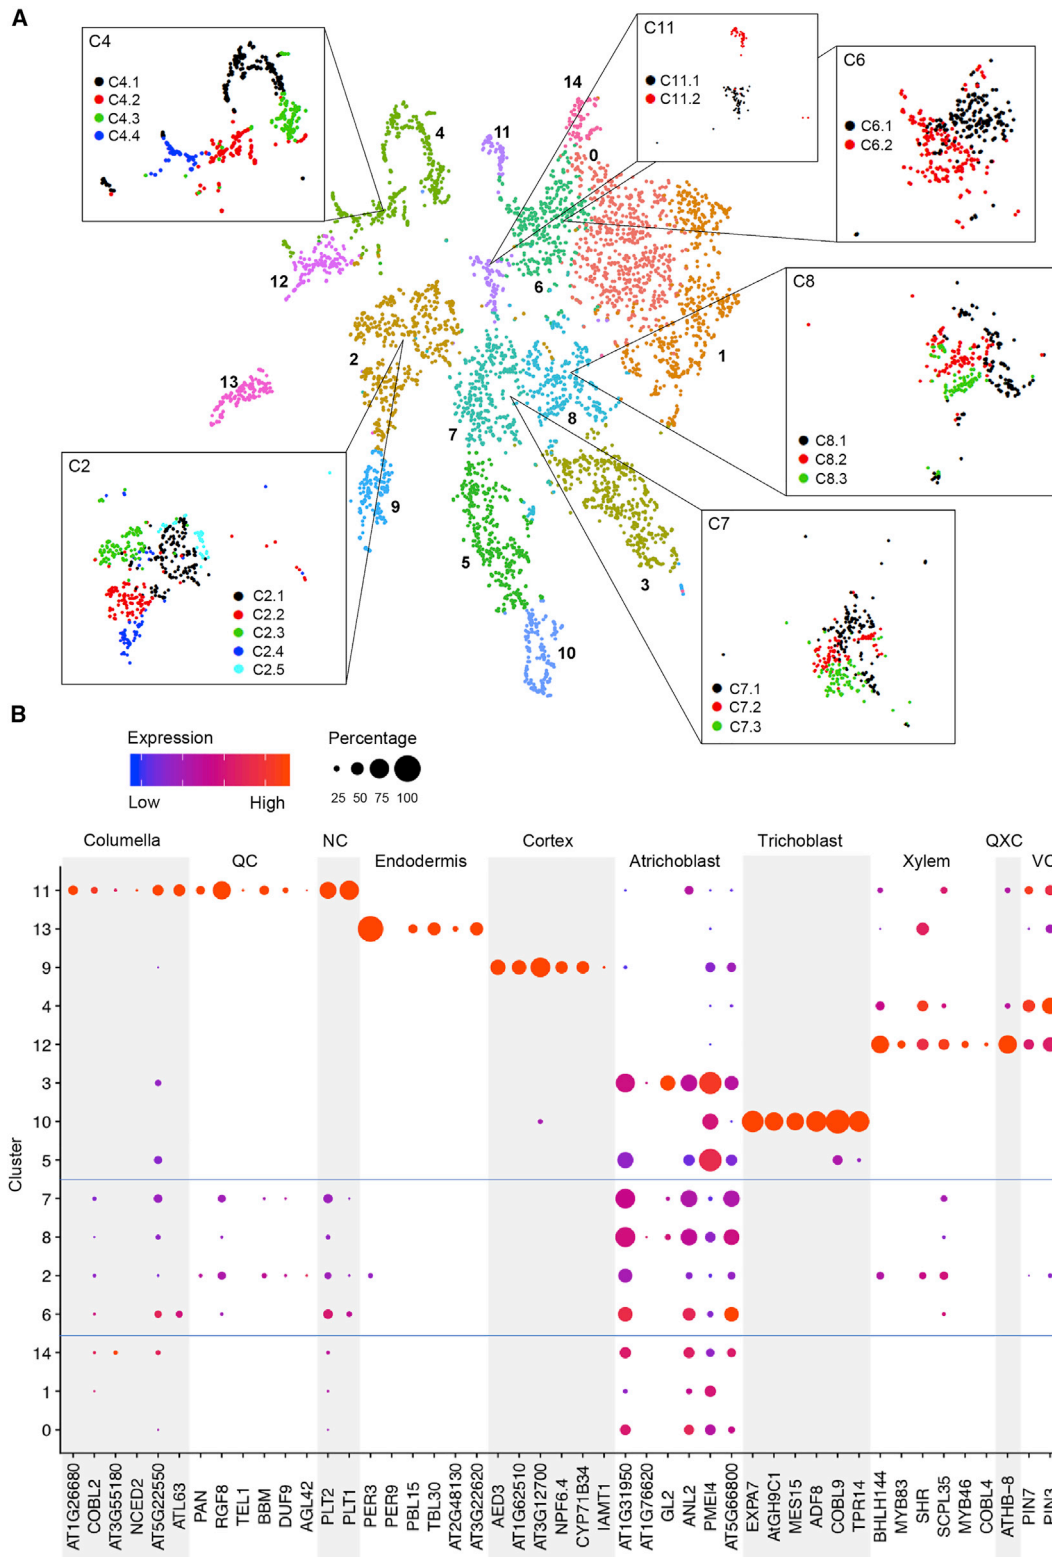 A
C4
C4.1
C4.2
C4.3
C4.4
C11
C11.1
C11.2
C6
C6.1
C6.2
C8
C8.1
C8.2
C8.3
C2
C2.1
C2.2
C2.3
C2.4
C2.5
C7
C7.1
C7.2
C7.3
14
4
11
0
12
6
2
1
13
8
7
9
5
3
10
B
Expression
Low High
Percentage
25 50 75 100
Columella NC Cortex Trichoblast QXC
QC Endodermis Atrichoblast Xylem VC
Cluster
11
13
9
4
12
3
10
5
7
8
2
6
14
1
0
AT1G26680
COBL2
AT3G55180
NCED2
AT5G22550
ATL63
PAN
RGF8
TEL1
BBM
DUF9
AGL42
PLT2
PLT1
PER3
PER9
PBL15
TBL30
AT2G48130
AT3G22620
AED3
AT1G62510
AT3G12700
NPF6.4
CYP71B34
IAMT1
AT1G31950
AT1G76620
GL2
ANL2
PMEI4
AT5G66800
EXPA7
AtGH9C1
MES15
ADF8
COBL9
TPR14
BHLH144
MYB83
SHR
SCPL35
MYB46
COBL4
ATHB-8
PIN7
PIN3